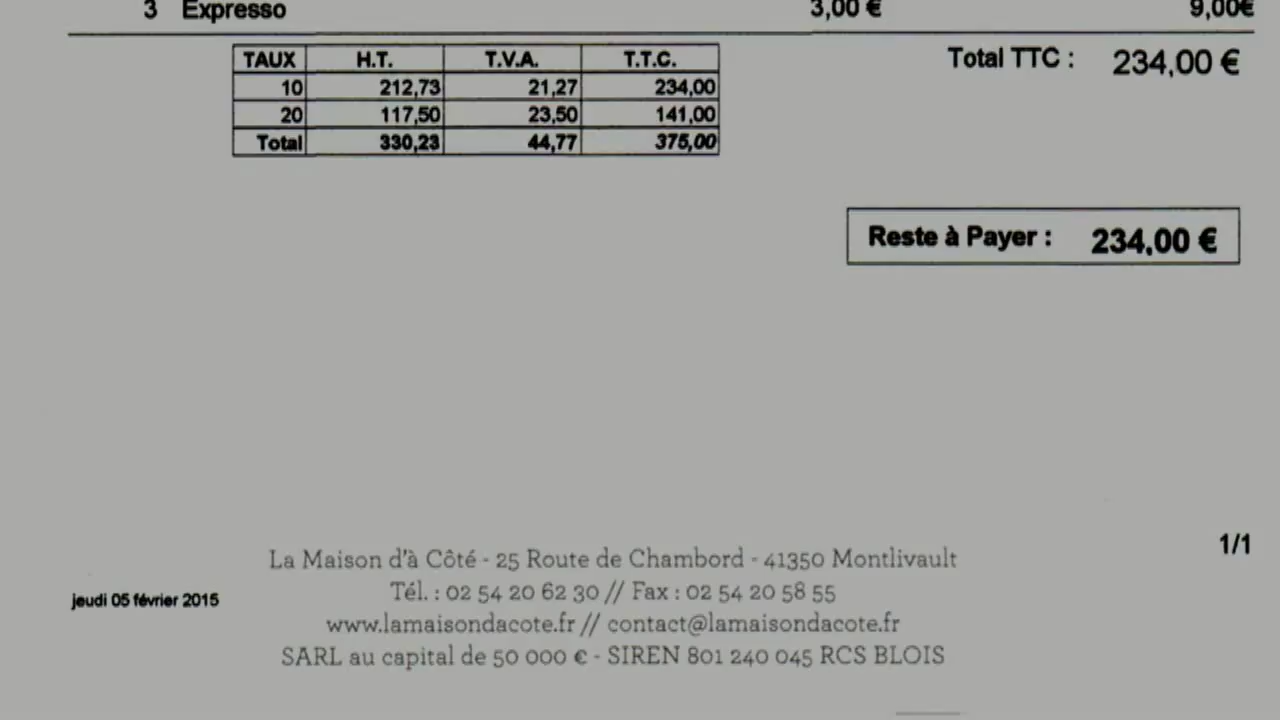 3 Expresso 3,00 € 9,00€
TAUX H.T. T.V.A. T.T.C.
10 212,73 21,27 234,00
20 117,50 23,50 141,00
Total 330,23 44,77 375,00
Total TTC : 234,00 €
Reste à Payer : 234,00 €
1/1
La Maison d'à Côté - 25 Route de Chambord - 41350 Montlivault
Tél. : 02 54 20 62 30 // Fax : 02 54 20 58 55
jeudi 05 février 2015
www.lamaisondacote.fr // contact@lamaisondacote.fr
SARL au capital de 50 000 € - SIREN 801 240 045 RCS BLOIS